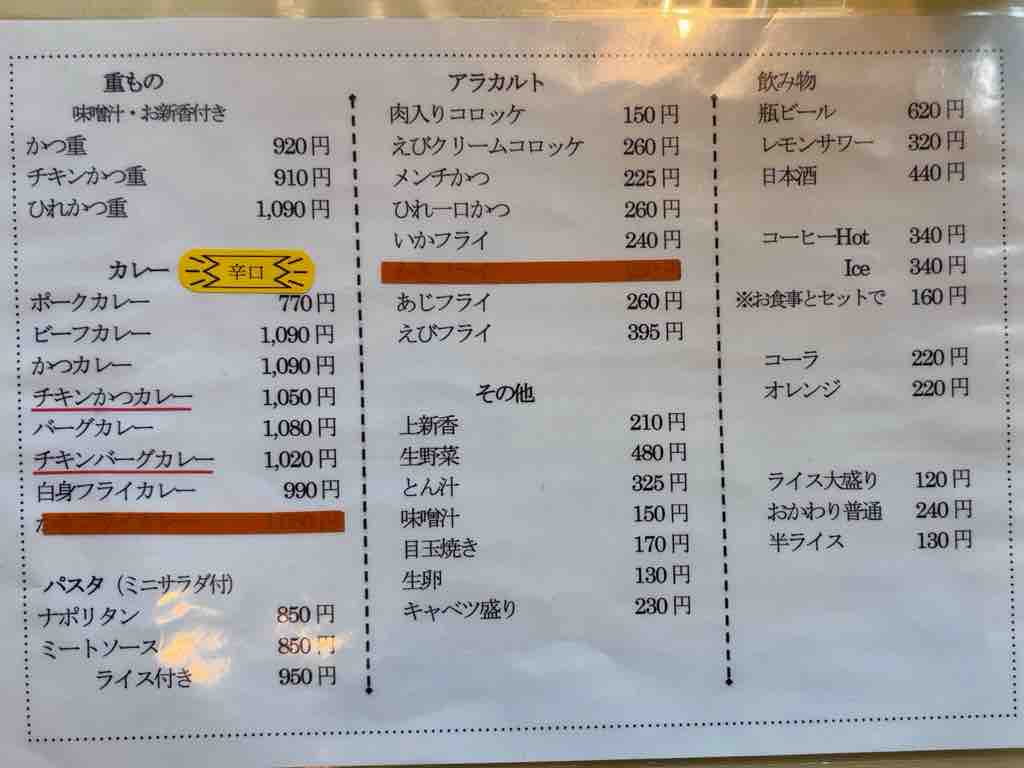 重もの
味噌汁・お新香付き
かつ重 920円
チキンかつ重 910円
ひれかつ重 1,090円
カレー 辛口
ポークカレー 770円
ビーフカレー 1,090円
かつカレー 1,090円
チキンかつカレー 1,050円
バーグカレー 1,080円
チキンバーグカレー 1,020円
白身フライカレー 990円
パスタ（ミニサラダ付）
ナポリタン 850円
ミートソース 850円
ライス付き 950円
アラカルト
肉入りコロッケ 150円
えびクリームコロッケ 260円
メンチかつ 225円
ひれ一口かつ 260円
いかフライ 240円
あじフライ 260円
えびフライ 395円
その他
上新香 210円
生野菜 480円
とん汁 325円
味噌汁 150円
目玉焼き 170円
生卵 130円
キャベツ盛り 230円
飲み物
瓶ビール 620円
レモンサワー 320円
日本酒 440円
コーヒーHot 340円
Ice 340円
※お食事とセットで 160円
コーラ 220円
オレンジ 220円
ライス大盛り 120円
おかわり普通 240円
半ライス 130円